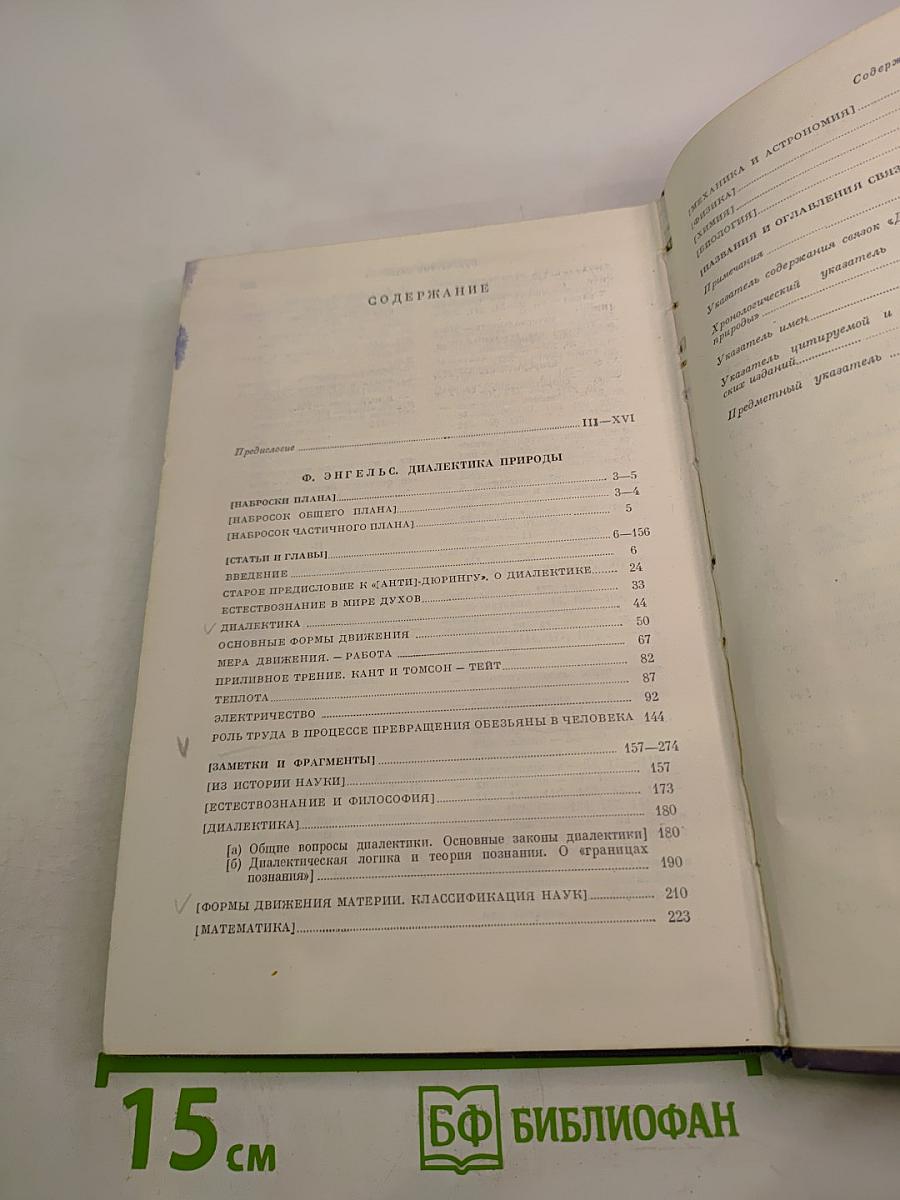 СОДЕРЖАНИЕ
Предисловие ........ III—XVI
Ф. ЭНГЕЛЬС. ДИАЛЕКТИКА ПРИРОДЫ
[НАБРОСКИ ПЛАНА] ........ 3—5
[НАБРОСОК ОБЩЕГО ПЛАНА] ........ 3—4
[НАБРОСОК ЧАСТИЧНОГО ПЛАНА] ........ 5
[СТАТЬИ И ГЛАВЫ] ........ 6—156
ВВЕДЕНИЕ ........ 6
СТАРОЕ ПРЕДИСЛОВИЕ К «[АНТИ]-ДЮРИНГУ». О ДИАЛЕКТИКЕ ........ 24
ЕСТЕСТВОЗНАНИЕ В МИРЕ ДУХОВ ........ 33
ДИАЛЕКТИКА ........ 44
ОСНОВНЫЕ ФОРМЫ ДВИЖЕНИЯ ........ 50
МЕРА ДВИЖЕНИЯ. — РАБОТА ........ 67
ПРИЛИВНОЕ ТРЕНИЕ. КАНТ И ТОМСОН — ТЕЙТ ........ 82
ТЕПЛОТА ........ 87
ЭЛЕКТРИЧЕСТВО ........ 92
РОЛЬ ТРУДА В ПРОЦЕССЕ ПРЕВРАЩЕНИЯ ОБЕЗЬЯНЫ В ЧЕЛОВЕКА 144
[ЗАМЕТКИ И ФРАГМЕНТЫ] ........ 157—274
[ИЗ ИСТОРИИ НАУКИ] ........ 157
[ЕСТЕСТВОЗНАНИЕ И ФИЛОСОФИЯ] ........ 173
[ДИАЛЕКТИКА] ........ 180
[а) Общие вопросы диалектики. Основные законы диалектики] 180
[б) Диалектическая логика и теория познания. О «границах
познания»] ........ 190
[ФОРМЫ ДВИЖЕНИЯ МАТЕРИИ. КЛАССИФИКАЦИЯ НАУК] ........ 210
[МАТЕМАТИКА] ........ 223
[МЕХАНИКА И АСТРОНОМИЯ] ........
[ФИЗИКА] ........
[ХИМИЯ] ........
[БИОЛОГИЯ] ........
[НАЗВАНИЯ И ОГЛАВЛЕНИЯ СВЯЗ
Примечания ........
Указатель содержания связок «Д
Хронологический указатель
природы» ........
Указатель имен ........
Указатель цитируемой и
ских изданий ........
Предметный указатель ........
15 см
БФ БИБЛИОФАН